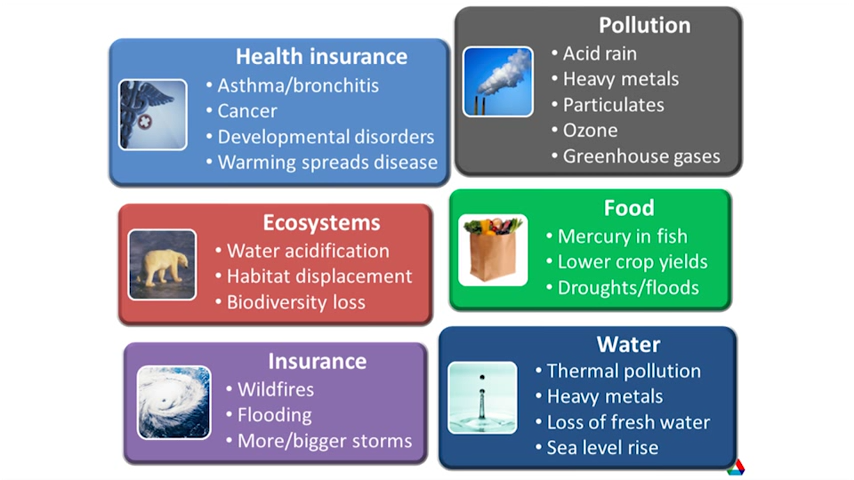 Health insurance
• Asthma/bronchitis
• Cancer
• Developmental disorders
• Warming spreads disease
Pollution
• Acid rain
• Heavy metals
• Particulates
• Ozone
• Greenhouse gases
Ecosystems
• Water acidification
• Habitat displacement
• Biodiversity loss
Food
• Mercury in fish
• Lower crop yields
• Droughts/floods
Insurance
• Wildfires
• Flooding
• More/bigger storms
Water
• Thermal pollution
• Heavy metals
• Loss of fresh water
• Sea level rise